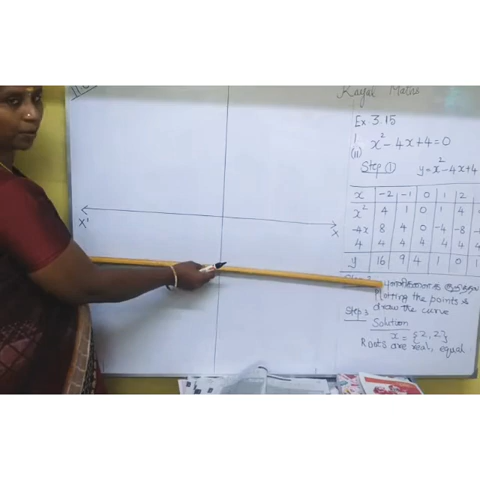 Kayal Maths
Ex 3.15
1
(ii) x² - 4x + 4 = 0
Step ① y = x² - 4x + 4
x -2 -1 0 1 2
x² 4 1 0 1 4
-4x 8 4 0 -4 -8
4 4 4 4 4 4
y 16 9 4 1 0 1
plotting the points &
Step 3 draw the curve
Solution
x = {2, 2}
Roots are real, equal
X' X